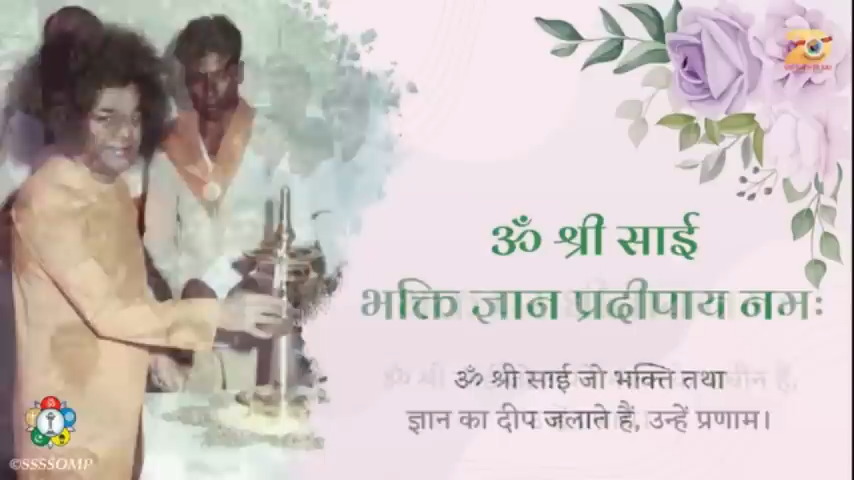 ॐ श्री साई
भक्ति ज्ञान प्रदीपाय नमः
ॐ श्री साई जो भक्ति तथा
ज्ञान का दीप जलाते हैं, उन्हें प्रणाम।
©SSSSOMP